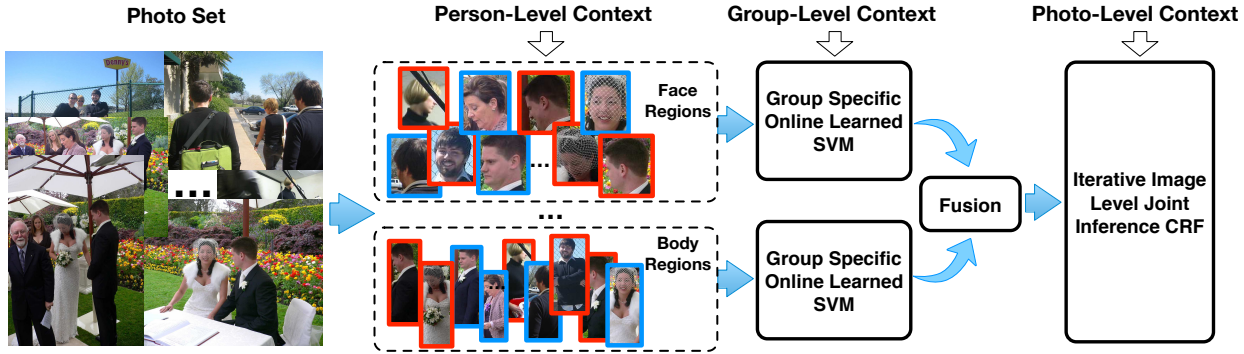 Photo Set
Person-Level Context
Group-Level Context
Photo-Level Context
Denny's
Face
Regions
...
...
...
Body
Regions
...
Group Specific
Online Learned
SVM
Group Specific
Online Learned
SVM
Fusion
Iterative Image
Level Joint
Inference CRF